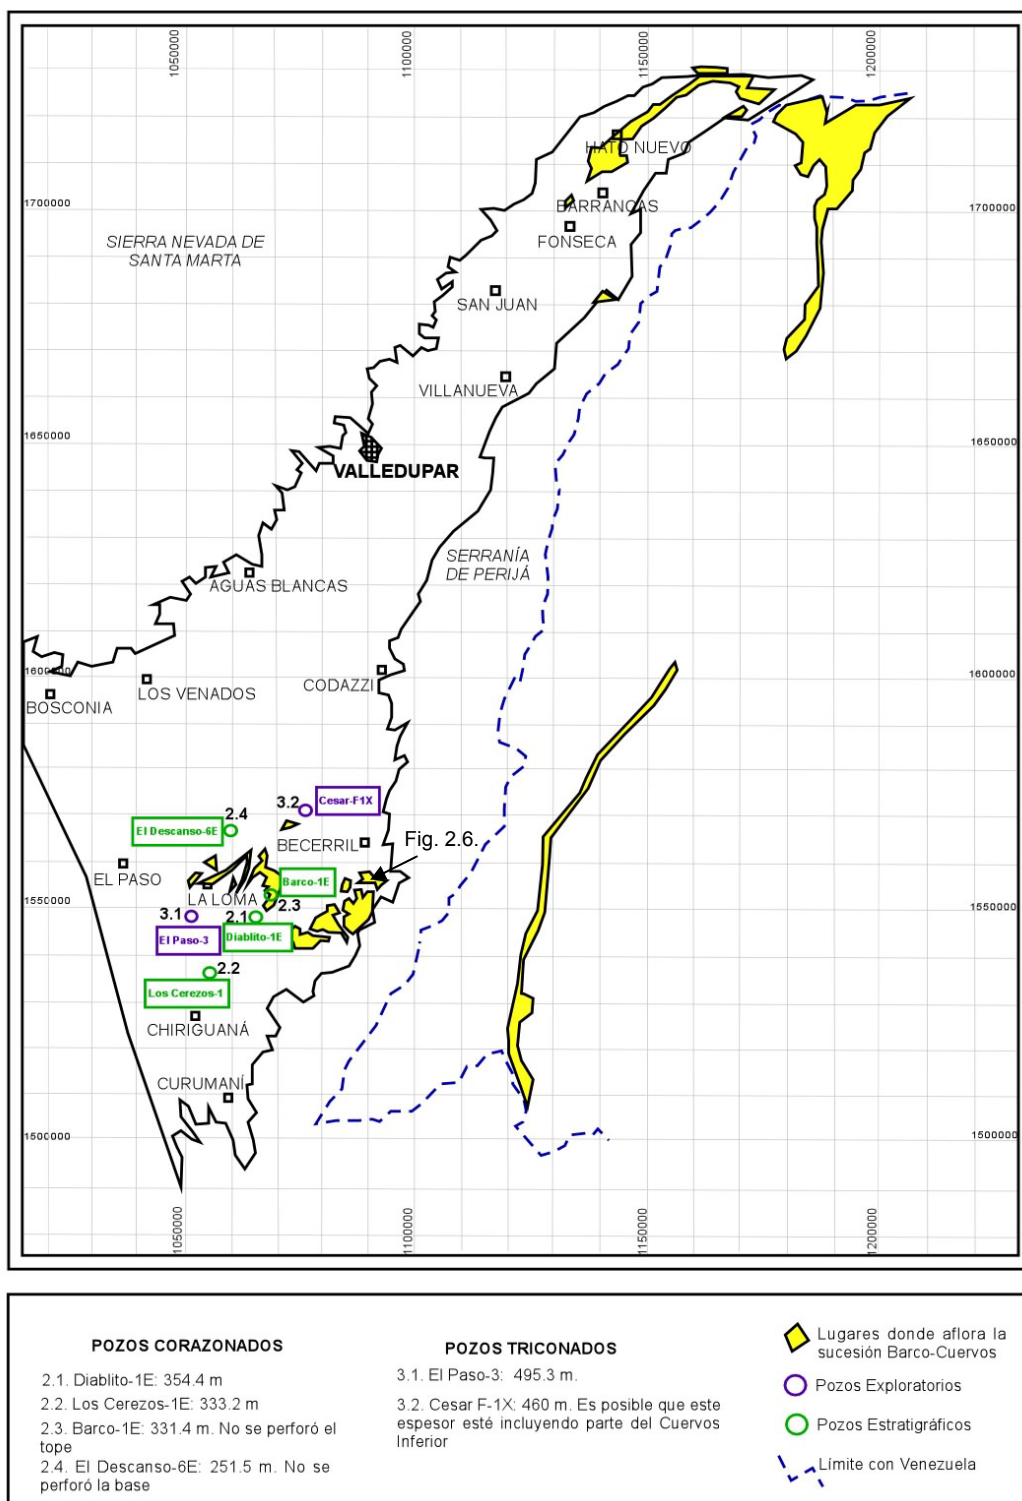 1050000
1100000
1150000
1200000
HATO NUEVO
BARRANCAS
1700000
1700000
FONSECA
SIERRA NEVADA DE
SANTA MARTA
SAN JUAN
VILLANUEVA
1650000
1650000
VALLEDUPAR
SERRANÍA
DE PERIJÁ
AGUAS BLANCAS
1600000
1600000
CODAZZI
LOS VENADOS
BOSCONIA
3.2
Cesar-F1X
2.4
El Descanso-6E
BECERRIL
Fig. 2.6.
EL PASO
Barco-1E
LA LOMA
2.3
1550000
1550000
3.1
2.1
El Paso-3
Diablito-1E
2.2
Los Cerezos-1
CHIRIGUANÁ
CURUMANÍ
1500000
1500000
1050000
1100000
1150000
1200000
POZOS CORAZONADOS
2.1. Diablito-1E: 354.4 m
2.2. Los Cerezos-1E: 333.2 m
2.3. Barco-1E: 331.4 m. No se perforó el
tope
2.4. El Descanso-6E: 251.5 m. No se
perforó la base
POZOS TRICONADOS
3.1. El Paso-3: 495.3 m.
3.2. Cesar F-1X: 460 m. Es posible que este
espesor esté incluyendo parte del Cuervos
Inferior
Lugares donde aflora la
sucesión Barco-Cuervos
Pozos Exploratorios
Pozos Estratigráficos
Límite con Venezuela